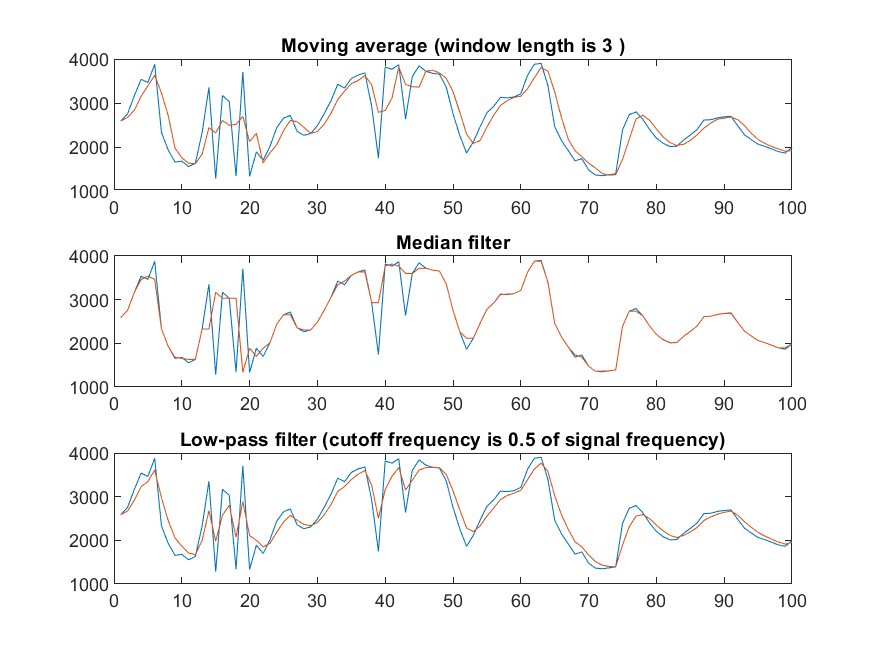 Moving average (window length is 3 )
4000
3000
2000
1000
0 10 20 30 40 50 60 70 80 90 100
Median filter
4000
3000
2000
1000
0 10 20 30 40 50 60 70 80 90 100
Low-pass filter (cutoff frequency is 0.5 of signal frequency)
4000
3000
2000
1000
0 10 20 30 40 50 60 70 80 90 100